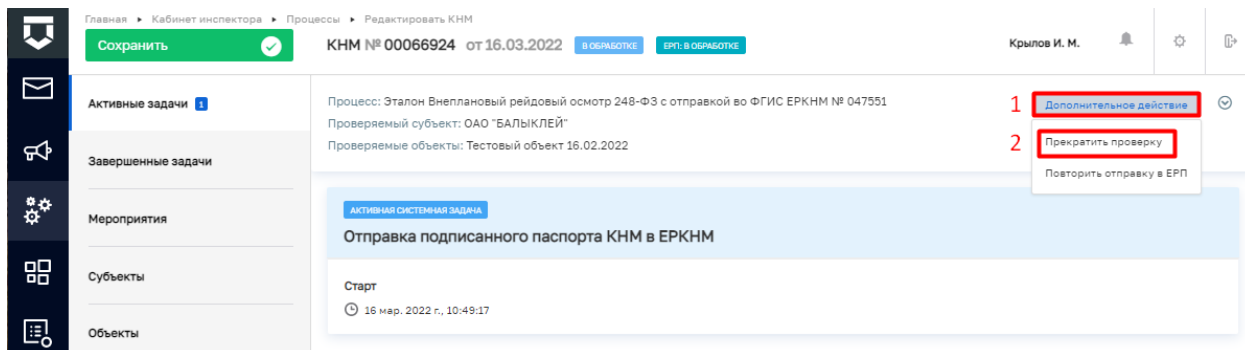 Главная ▸ Кабинет инспектора ▸ Процессы ▸ Редактировать КНМ
Сохранить
КНМ № 00066924 от 16.03.2022 В ОБРАБОТКЕ ЕРП: В ОБРАБОТКЕ
Крылов И. М.
Активные задачи 1
Завершенные задачи
Мероприятия
Субъекты
Объекты
Процесс: Эталон Внеплановый рейдовый осмотр 248-ФЗ с отправкой во ФГИС ЕРКНМ № 047551
Проверяемый субъект: ОАО "БАЛЫКЛЕЙ"
Проверяемые объекты: Тестовый объект 16.02.2022
1 Дополнительное действие
2 Прекратить проверку
Повторить отправку в ЕРП
АКТИВНАЯ СИСТЕМНАЯ ЗАДАЧА
Отправка подписанного паспорта КНМ в ЕРКНМ
Старт
16 мар. 2022 г., 10:49:17